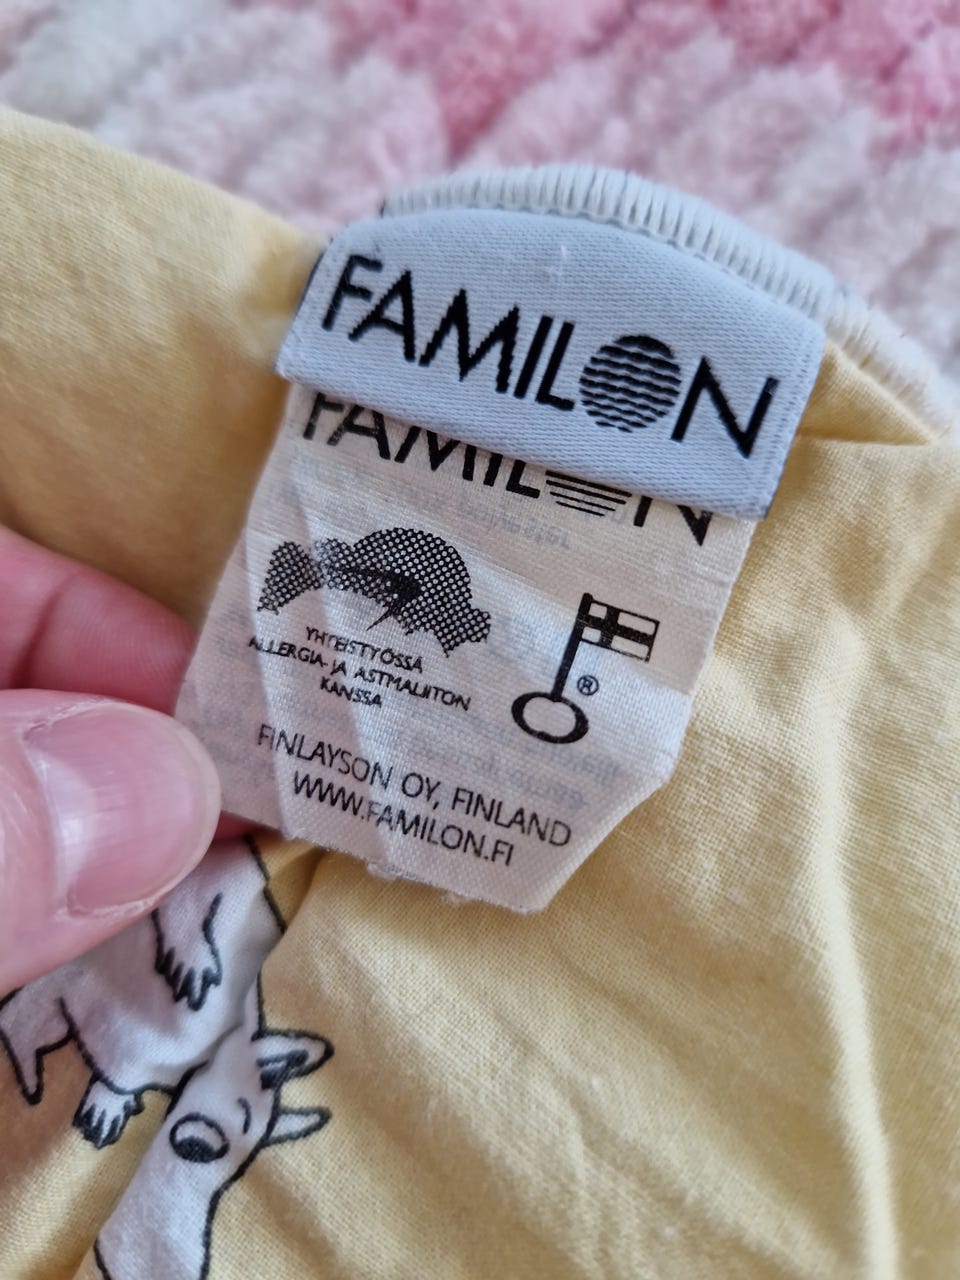 FAMILON
FAMILON
YHTEISTYÖSSÄ
ALLERGIA- JA ASTMALIITON
KANSSA
®
FINLAYSON OY, FINLAND
WWW.FAMILON.FI